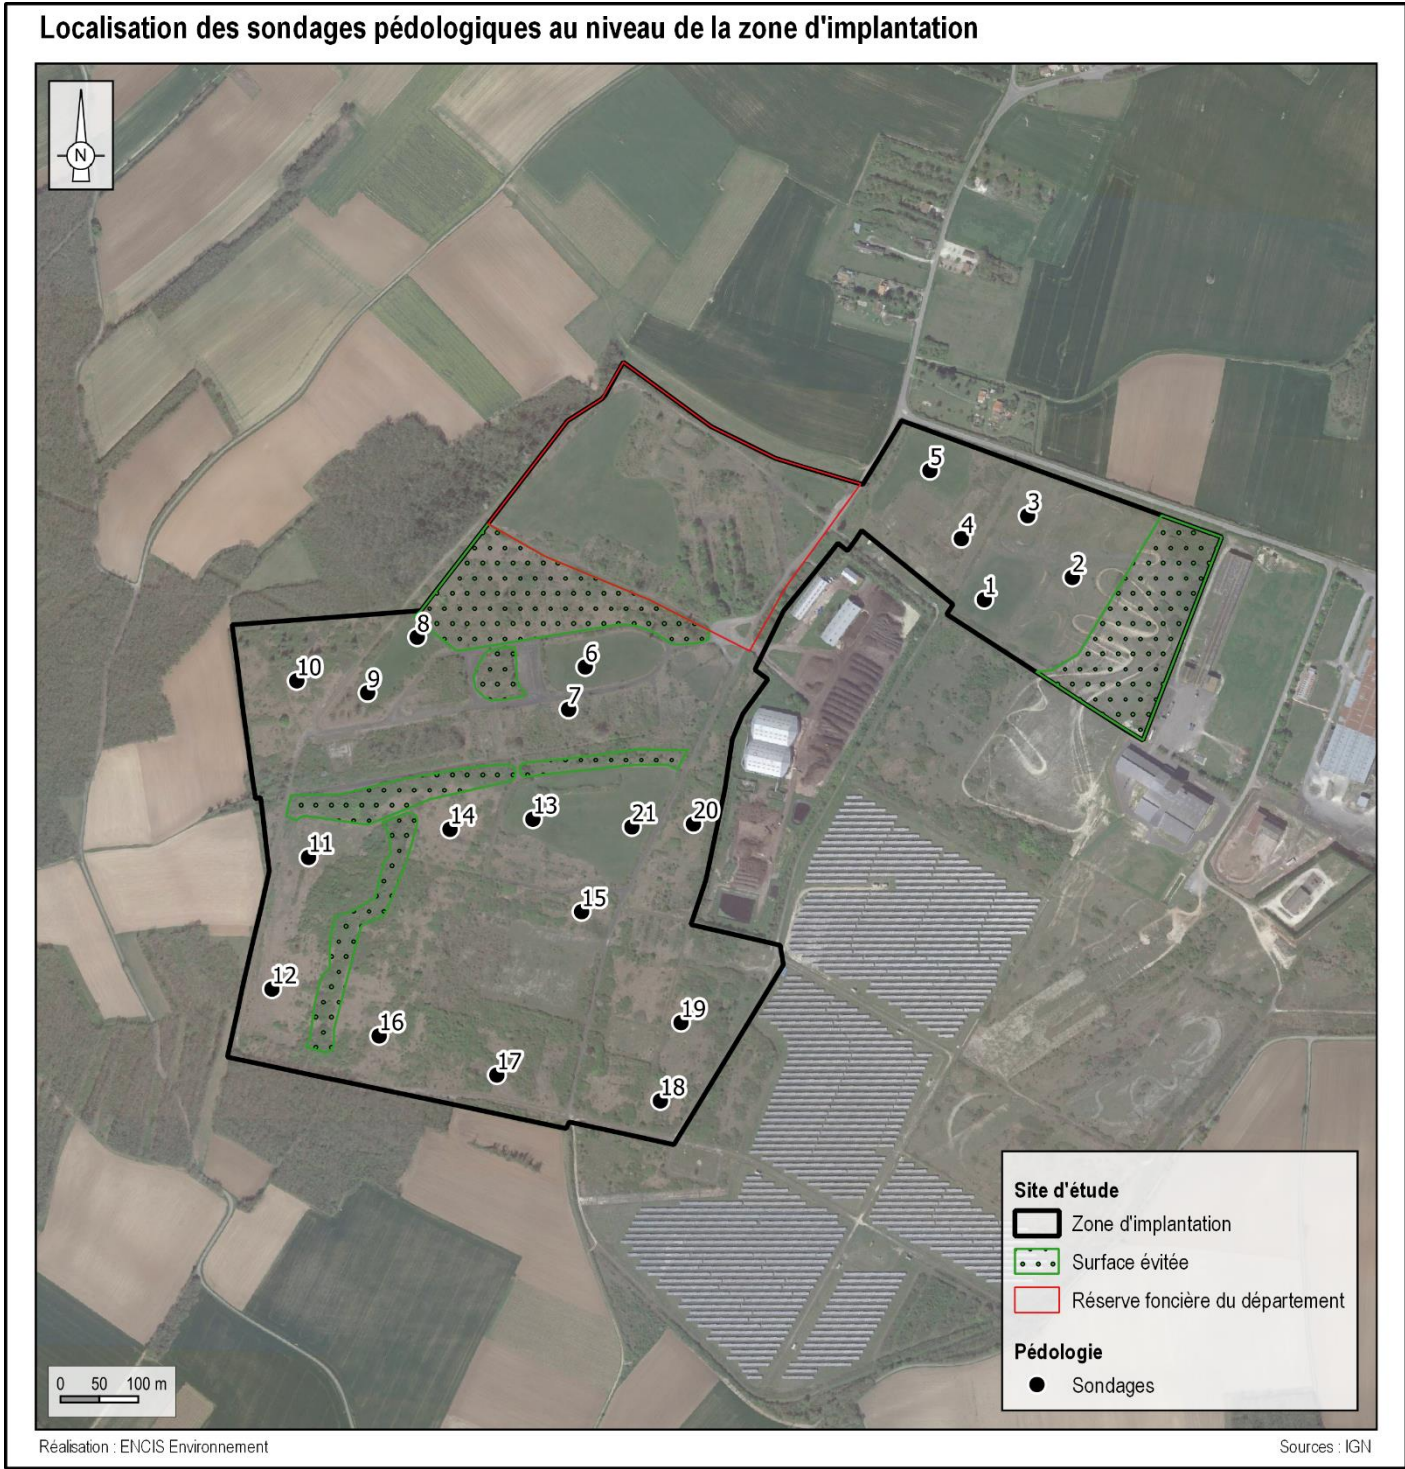 Localisation des sondages pédologiques au niveau de la zone d'implantation
N
5
3
4
2
1
8
6
10
9
7
13
14
21
20
11
15
12
19
16
17
18
Site d'étude
Zone d'implantation
Surface évitée
Réserve foncière du département
Pédologie
Sondages
0 50 100 m
Réalisation : ENCIS Environnement
Sources : IGN